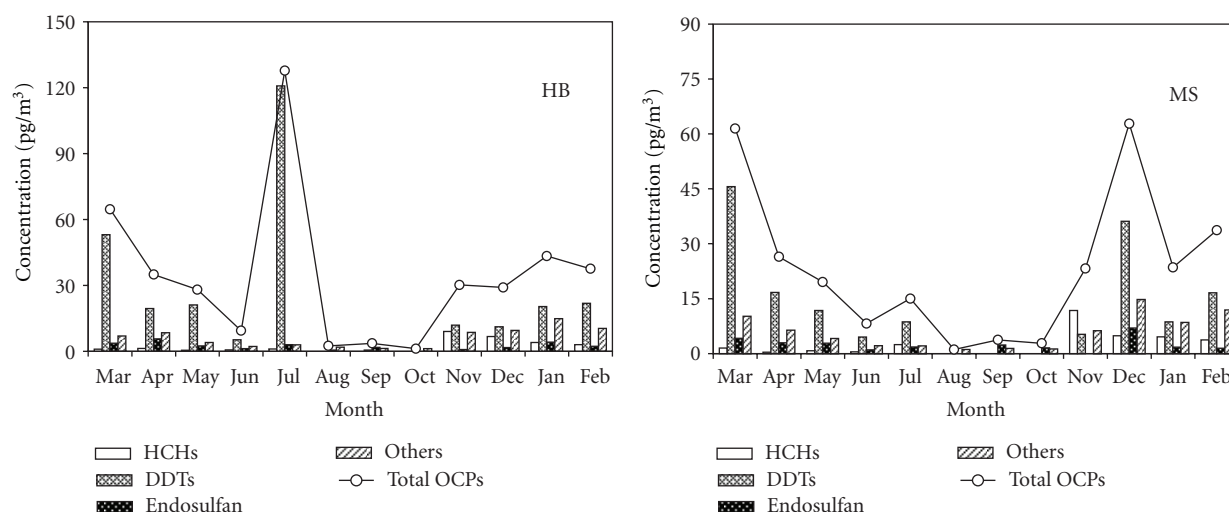 150
120
90
60
30
0
Concentration (pg/m³)
HB
Mar Apr May Jun Jul Aug Sep Oct Nov Dec Jan Feb
Month
HCHs
DDTs
Endosulfan
Others
Total OCPs
90
75
60
45
30
15
0
Concentration (pg/m³)
MS
Mar Apr May Jun Jul Aug Sep Oct Nov Dec Jan Feb
Month
HCHs
DDTs
Endosulfan
Others
Total OCPs